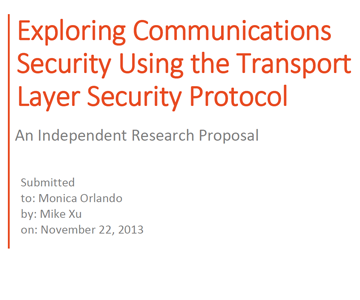 Exploring Communications
Security Using the Transport
Layer Security Protocol
An Independent Research Proposal
Submitted
to: Monica Orlando
by: Mike Xu
on: November 22, 2013